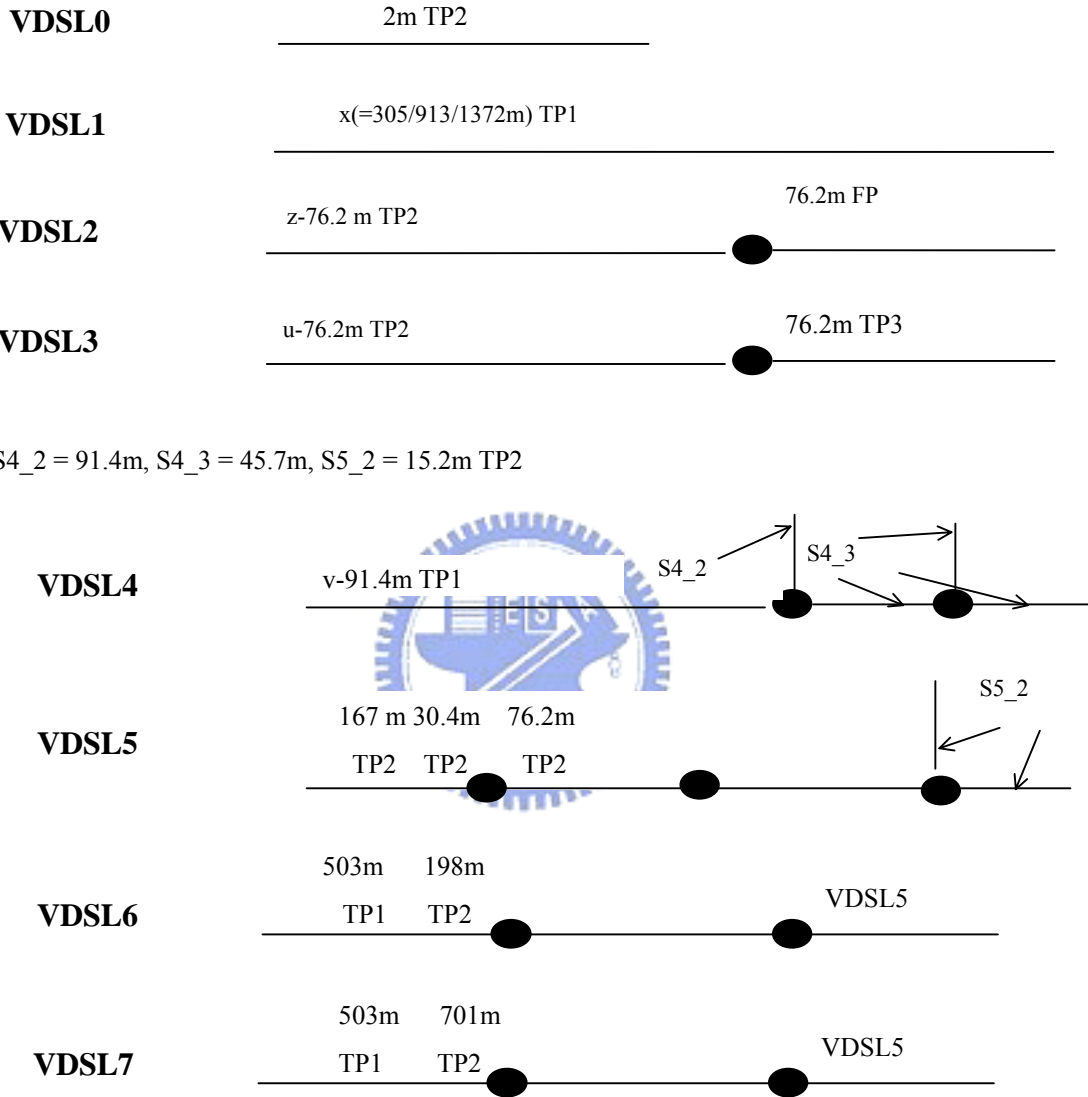 VDSL0
2m TP2
VDSL1
x(=305/913/1372m) TP1
VDSL2
z-76.2 m TP2
76.2m FP
VDSL3
u-76.2m TP2
76.2m TP3
S4_2 = 91.4m, S4_3 = 45.7m, S5_2 = 15.2m TP2
VDSL4
v-91.4m TP1
S4_2
S4_3
VDSL5
167 m 30.4m 76.2m
TP2 TP2 TP2
S5_2
VDSL6
503m 198m
TP1 TP2
VDSL5
VDSL7
503m 701m
TP1 TP2
VDSL5